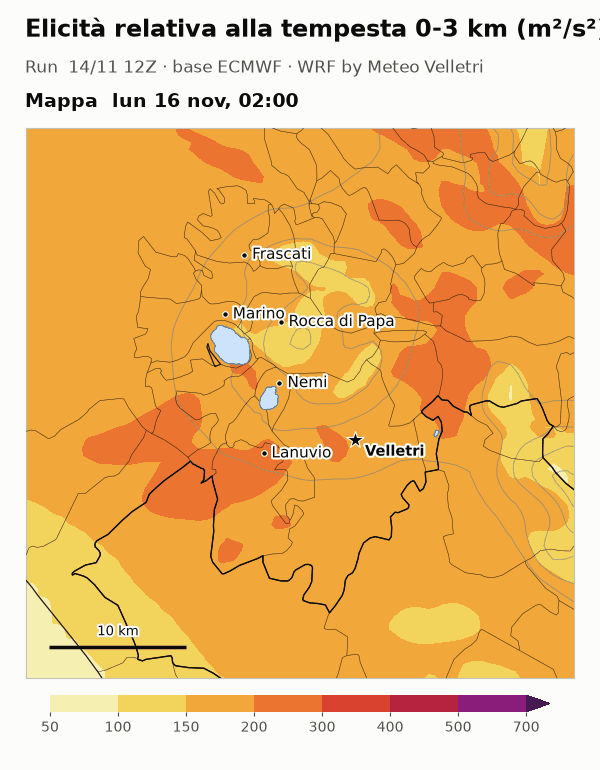 Elicità relativa alla tempesta 0-3 km (m²/s²)
Run  14/11 12Z · base ECMWF · WRF by Meteo Velletri
Mappa  lun 16 nov, 02:00
Frascati
Marino
Rocca di Papa
Nemi
Velletri
Lanuvio
10 km
50 100 150 200 300 400 500 700